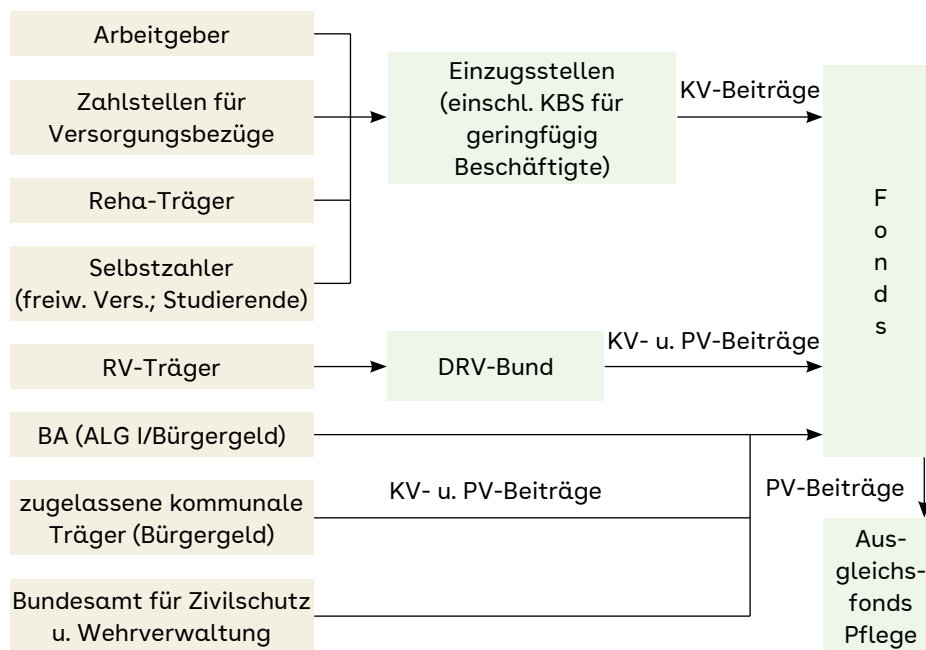 Arbeitgeber
Zahlstellen für
Versorgungsbezüge
Reha-Träger
Selbstzahler
(freiw. Vers.; Studierende)
Einzugsstellen
(einschl. KBS für
geringfügig
Beschäftigte)
KV-Beiträge
F
o
n
d
s
RV-Träger
DRV-Bund
KV- u. PV-Beiträge
BA (ALG I/Bürgergeld)
zugelassene kommunale
Träger (Bürgergeld)
KV- u. PV-Beiträge
Bundesamt für Zivilschutz
u. Wehrverwaltung
PV-Beiträge
Aus-
gleichs-
fonds
Pflege